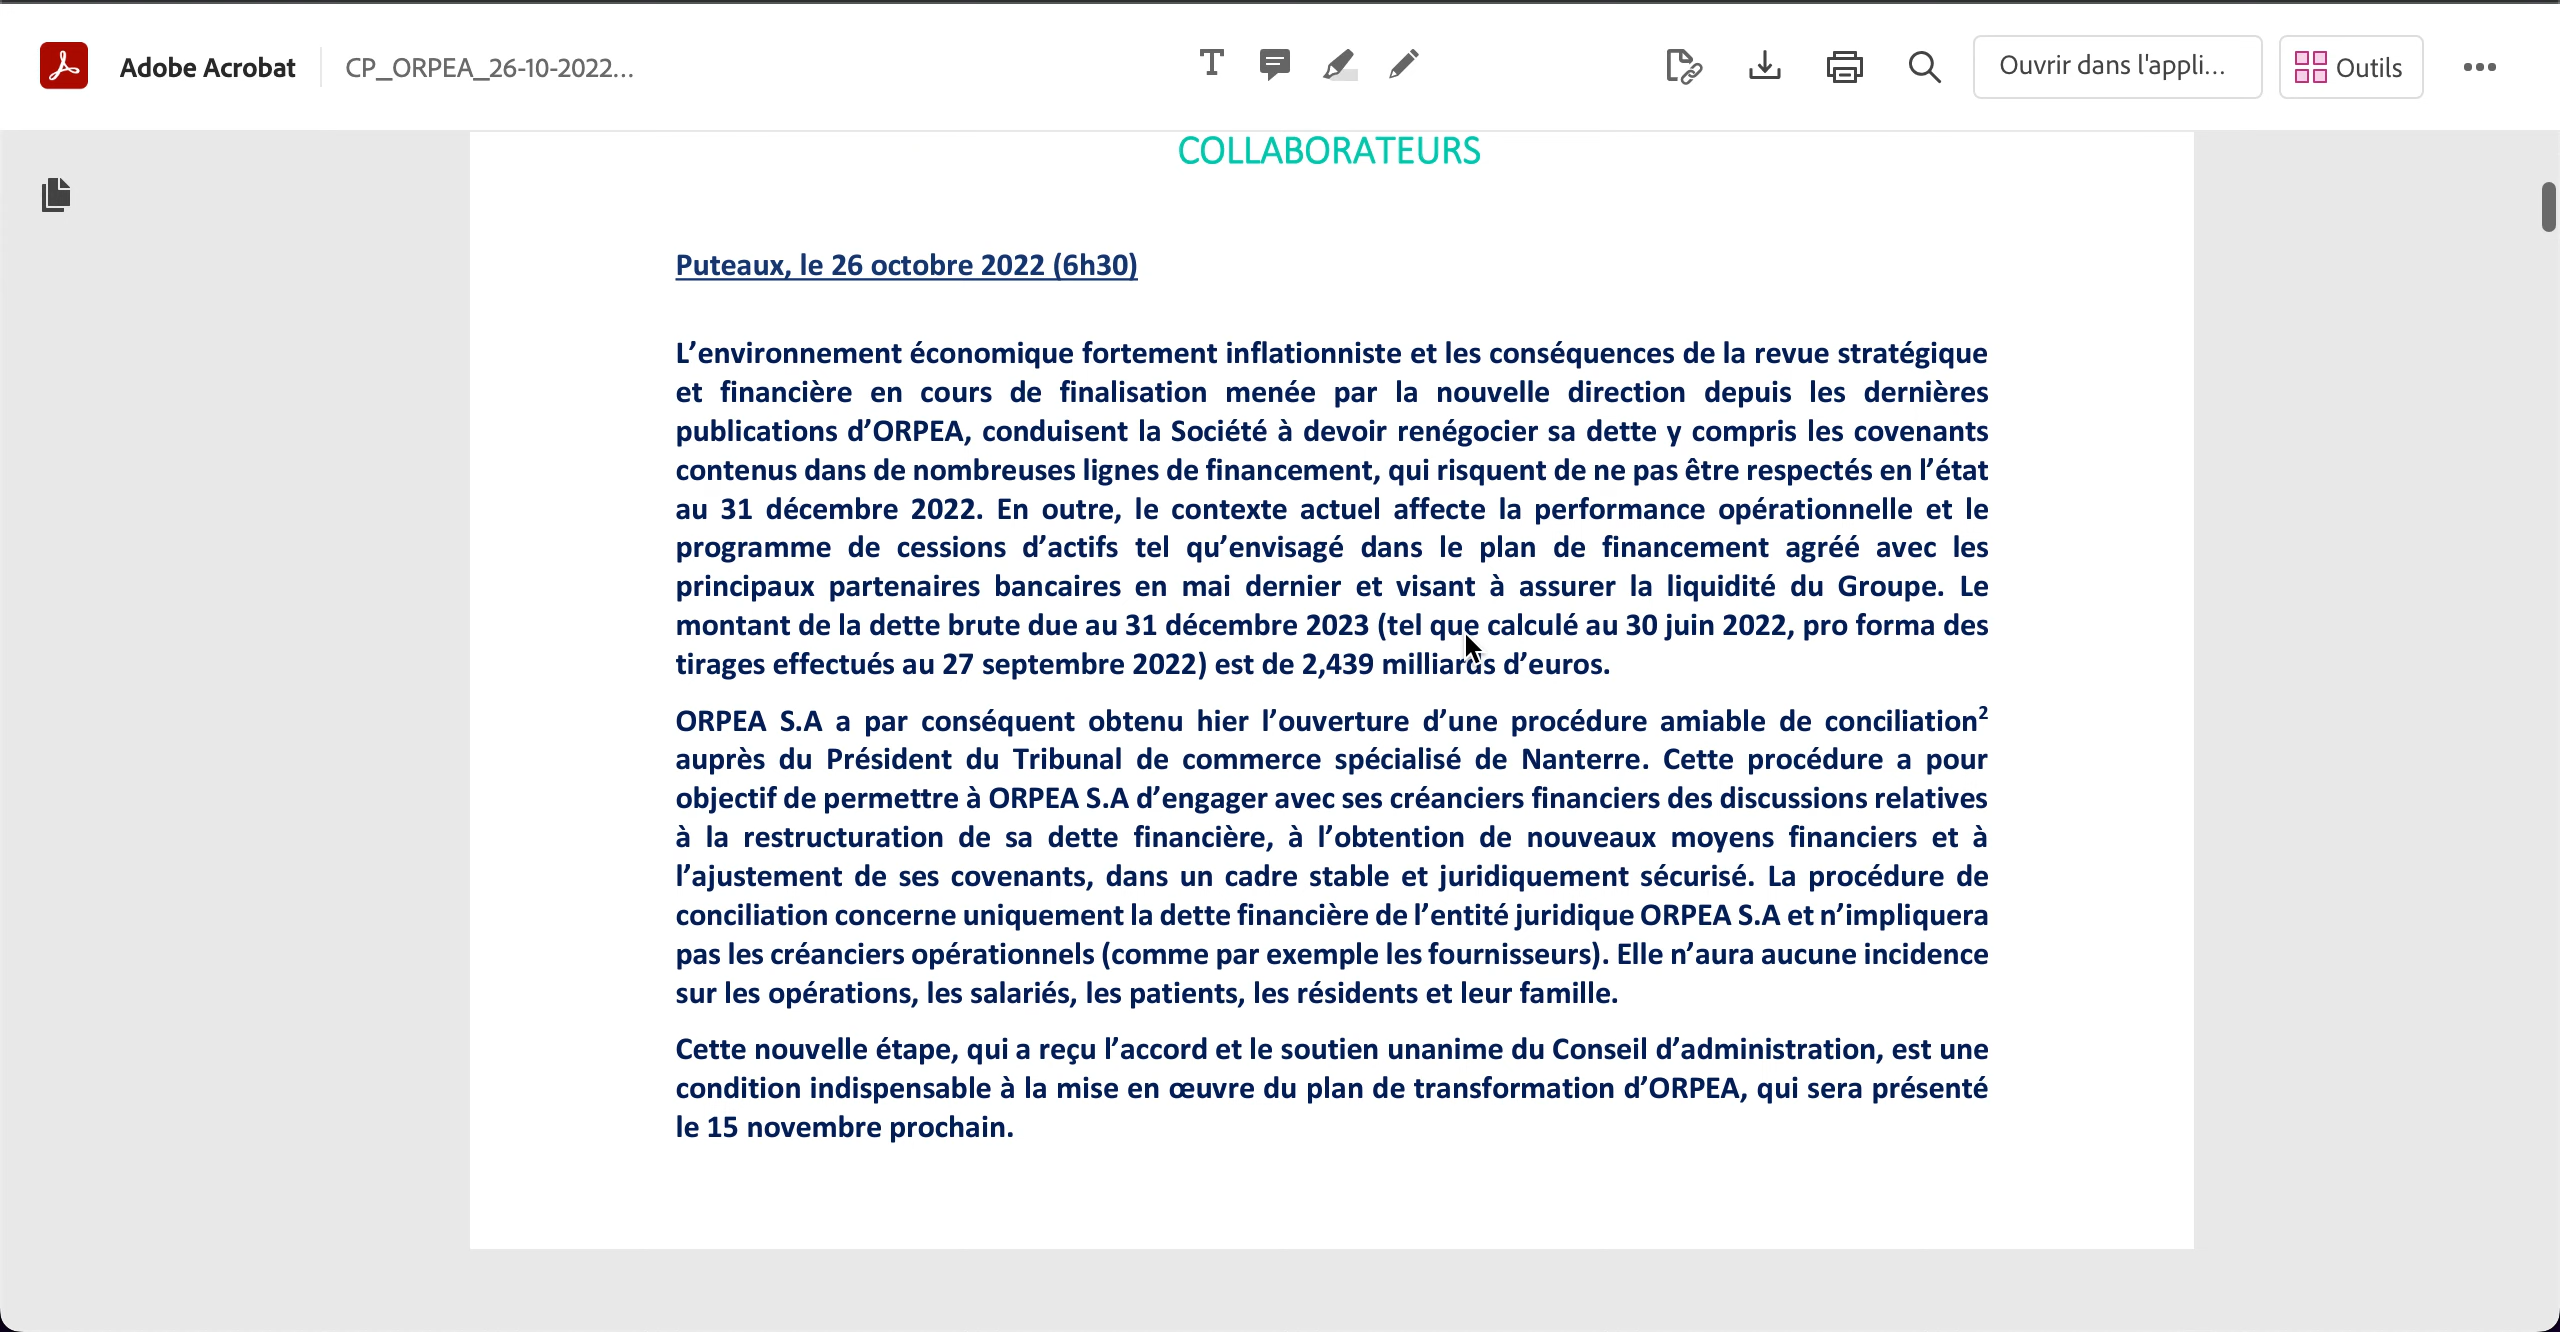 Adobe Acrobat
CP_ORPEA_26-10-2022...
Ouvrir dans l'appli...
Outils
COLLABORATEURS
Puteaux, le 26 octobre 2022 (6h30)
L’environnement économique fortement inflationniste et les conséquences de la revue stratégique
et financière en cours de finalisation menée par la nouvelle direction depuis les dernières
publications d’ORPEA, conduisent la Société à devoir renégocier sa dette y compris les covenants
contenus dans de nombreuses lignes de financement, qui risquent de ne pas être respectés en l’état
au 31 décembre 2022. En outre, le contexte actuel affecte la performance opérationnelle et le
programme de cessions d’actifs tel qu’envisagé dans le plan de financement agréé avec les
principaux partenaires bancaires en mai dernier et visant à assurer la liquidité du Groupe. Le
montant de la dette brute due au 31 décembre 2023 (tel que calculé au 30 juin 2022, pro forma des
tirages effectués au 27 septembre 2022) est de 2,439 milliards d’euros.
ORPEA S.A a par conséquent obtenu hier l’ouverture d’une procédure amiable de conciliation²
auprès du Président du Tribunal de commerce spécialisé de Nanterre. Cette procédure a pour
objectif de permettre à ORPEA S.A d’engager avec ses créanciers financiers des discussions relatives
à la restructuration de sa dette financière, à l’obtention de nouveaux moyens financiers et à
l’ajustement de ses covenants, dans un cadre stable et juridiquement sécurisé. La procédure de
conciliation concerne uniquement la dette financière de l’entité juridique ORPEA S.A et n’impliquera
pas les créanciers opérationnels (comme par exemple les fournisseurs). Elle n’aura aucune incidence
sur les opérations, les salariés, les patients, les résidents et leur famille.
Cette nouvelle étape, qui a reçu l’accord et le soutien unanime du Conseil d’administration, est une
condition indispensable à la mise en œuvre du plan de transformation d’ORPEA, qui sera présenté
le 15 novembre prochain.